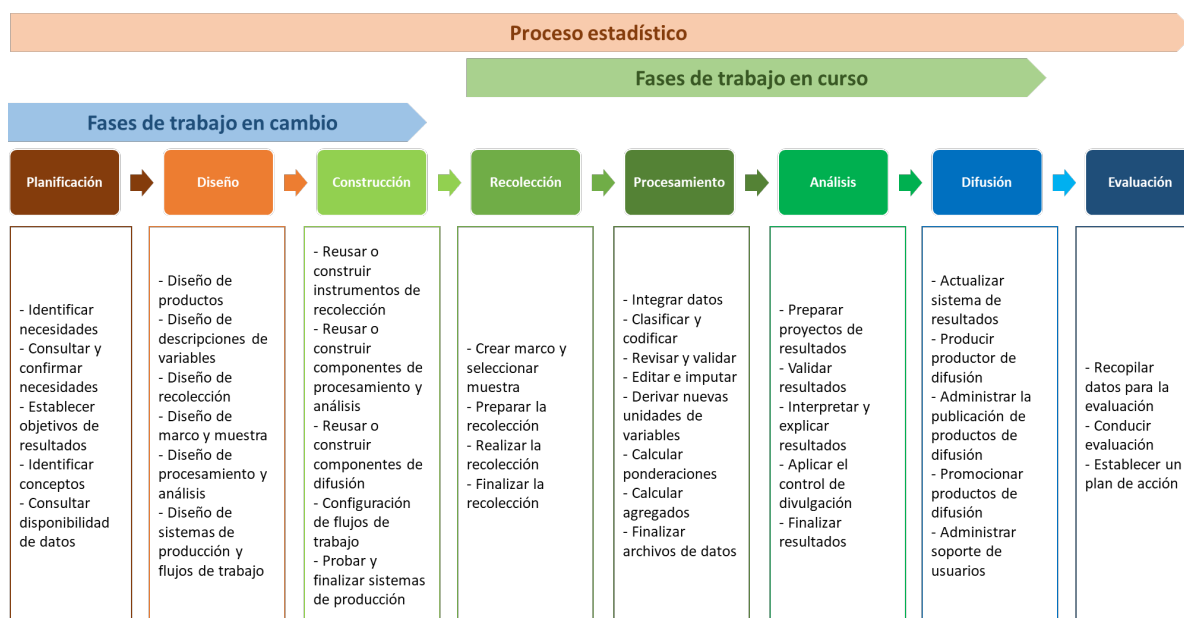 Proceso estadístico
Fases de trabajo en curso
Fases de trabajo en cambio
Planificación
Diseño
Construcción
Recolección
Procesamiento
Análisis
Difusión
Evaluación
- Identificar
necesidades
- Consultar y
confirmar
necesidades
- Establecer
objetivos de
resultados
- Identificar
conceptos
- Consultar
disponibilidad
de datos
- Diseño de
productos
- Diseño de
descripciones de
variables
- Diseño de
recolección
- Diseño de
marco y muestra
- Diseño de
procesamiento y
análisis
- Diseño de
sistemas de
producción y
flujos de trabajo
- Reusar o
construir
instrumentos de
recolección
- Reusar o
construir
componentes de
procesamiento y
análisis
- Reusar o
construir
componentes de
difusión
- Configuración
de flujos de
trabajo
- Probar y
finalizar sistemas
de producción
- Crear marco y
seleccionar
muestra
- Preparar la
recolección
- Realizar la
recolección
- Finalizar la
recolección
- Integrar datos
- Clasificar y
codificar
- Revisar y validar
- Editar e imputar
- Derivar nuevas
unidades de
variables
- Calcular
ponderaciones
- Calcular
agregados
- Finalizar
archivos de datos
- Preparar
proyectos de
resultados
- Validar
resultados
- Interpretar y
explicar
resultados
- Aplicar el
control de
divulgación
- Finalizar
resultados
- Actualizar
sistema de
resultados
- Producir
productor de
difusión
- Administrar la
publicación de
productos de
difusión
- Promocionar
productos de
difusión
- Administrar
soporte de
usuarios
- Recopilar
datos para la
evaluación
- Conducir
evaluación
- Establecer un
plan de acción